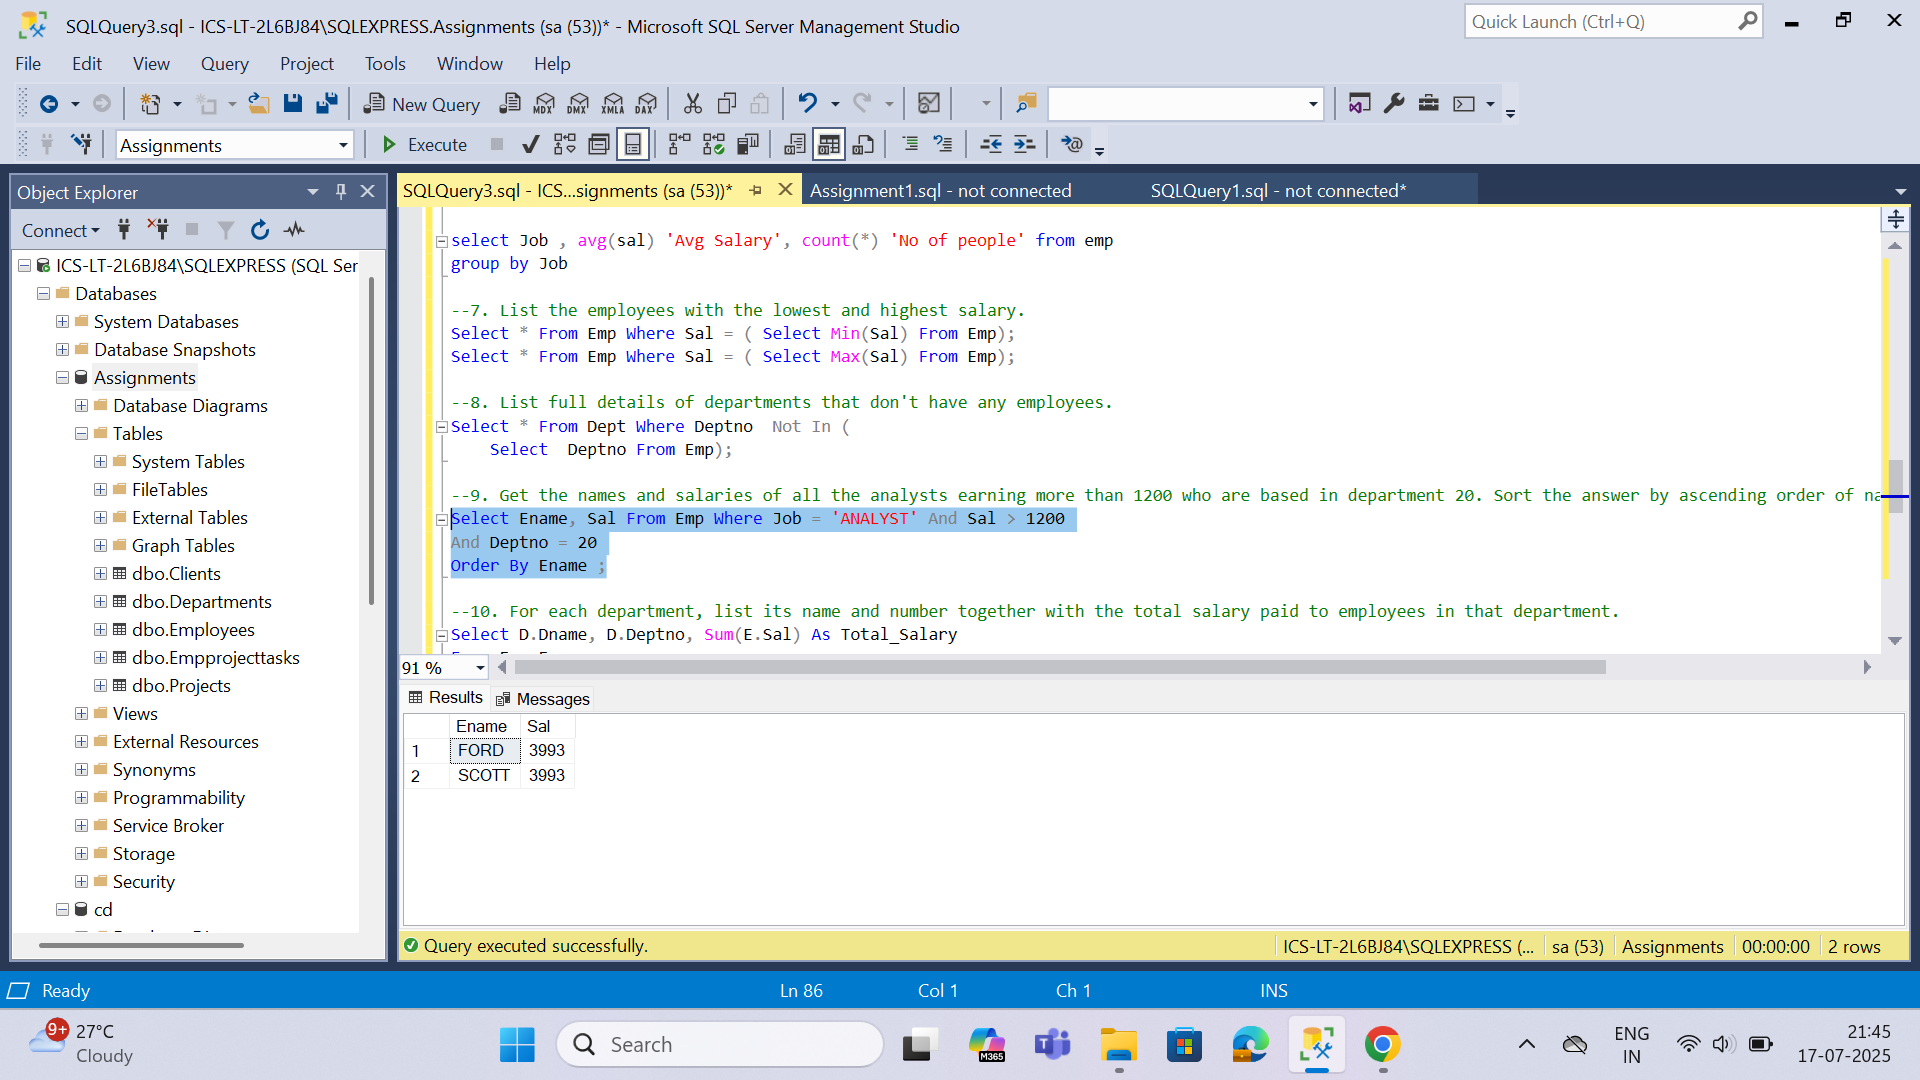 SQLQuery3.sql - ICS-LT-2L6BJ84\SQLEXPRESS.Assignments (sa (53))* - Microsoft SQL Server Management Studio
Quick Launch (Ctrl+Q)
File Edit View Query Project Tools Window Help
New Query MDX DMX XMLA DAX
Assignments Execute
Object Explorer
Connect
ICS-LT-2L6BJ84\SQLEXPRESS (SQL Ser
Databases
System Databases
Database Snapshots
Assignments
Database Diagrams
Tables
System Tables
FileTables
External Tables
Graph Tables
dbo.Clients
dbo.Departments
dbo.Employees
dbo.Empprojecttasks
dbo.Projects
Views
External Resources
Synonyms
Programmability
Service Broker
Storage
Security
cd
SQLQuery3.sql - ICS...signments (sa (53))* Assignment1.sql - not connected SQLQuery1.sql - not connected*
select Job , avg(sal) 'Avg Salary', count(*) 'No of people' from emp
group by Job
--7. List the employees with the lowest and highest salary.
Select * From Emp Where Sal = ( Select Min(Sal) From Emp);
Select * From Emp Where Sal = ( Select Max(Sal) From Emp);
--8. List full details of departments that don't have any employees.
Select * From Dept Where Deptno  Not In (
Select  Deptno From Emp);
--9. Get the names and salaries of all the analysts earning more than 1200 who are based in department 20. Sort the answer by ascending order of na
Select Ename, Sal From Emp Where Job = 'ANALYST' And Sal > 1200
And Deptno = 20
Order By Ename ;
--10. For each department, list its name and number together with the total salary paid to employees in that department.
Select D.Dname, D.Deptno, Sum(E.Sal) As Total_Salary
91 %
Results Messages
Ename Sal
1 FORD 3993
2 SCOTT 3993
Query executed successfully. ICS-LT-2L6BJ84\SQLEXPRESS (... sa (53) Assignments 00:00:00 2 rows
Ready Ln 86 Col 1 Ch 1 INS
9+ 27°C
Cloudy
Search
M365
ENG
IN
21:45
17-07-2025